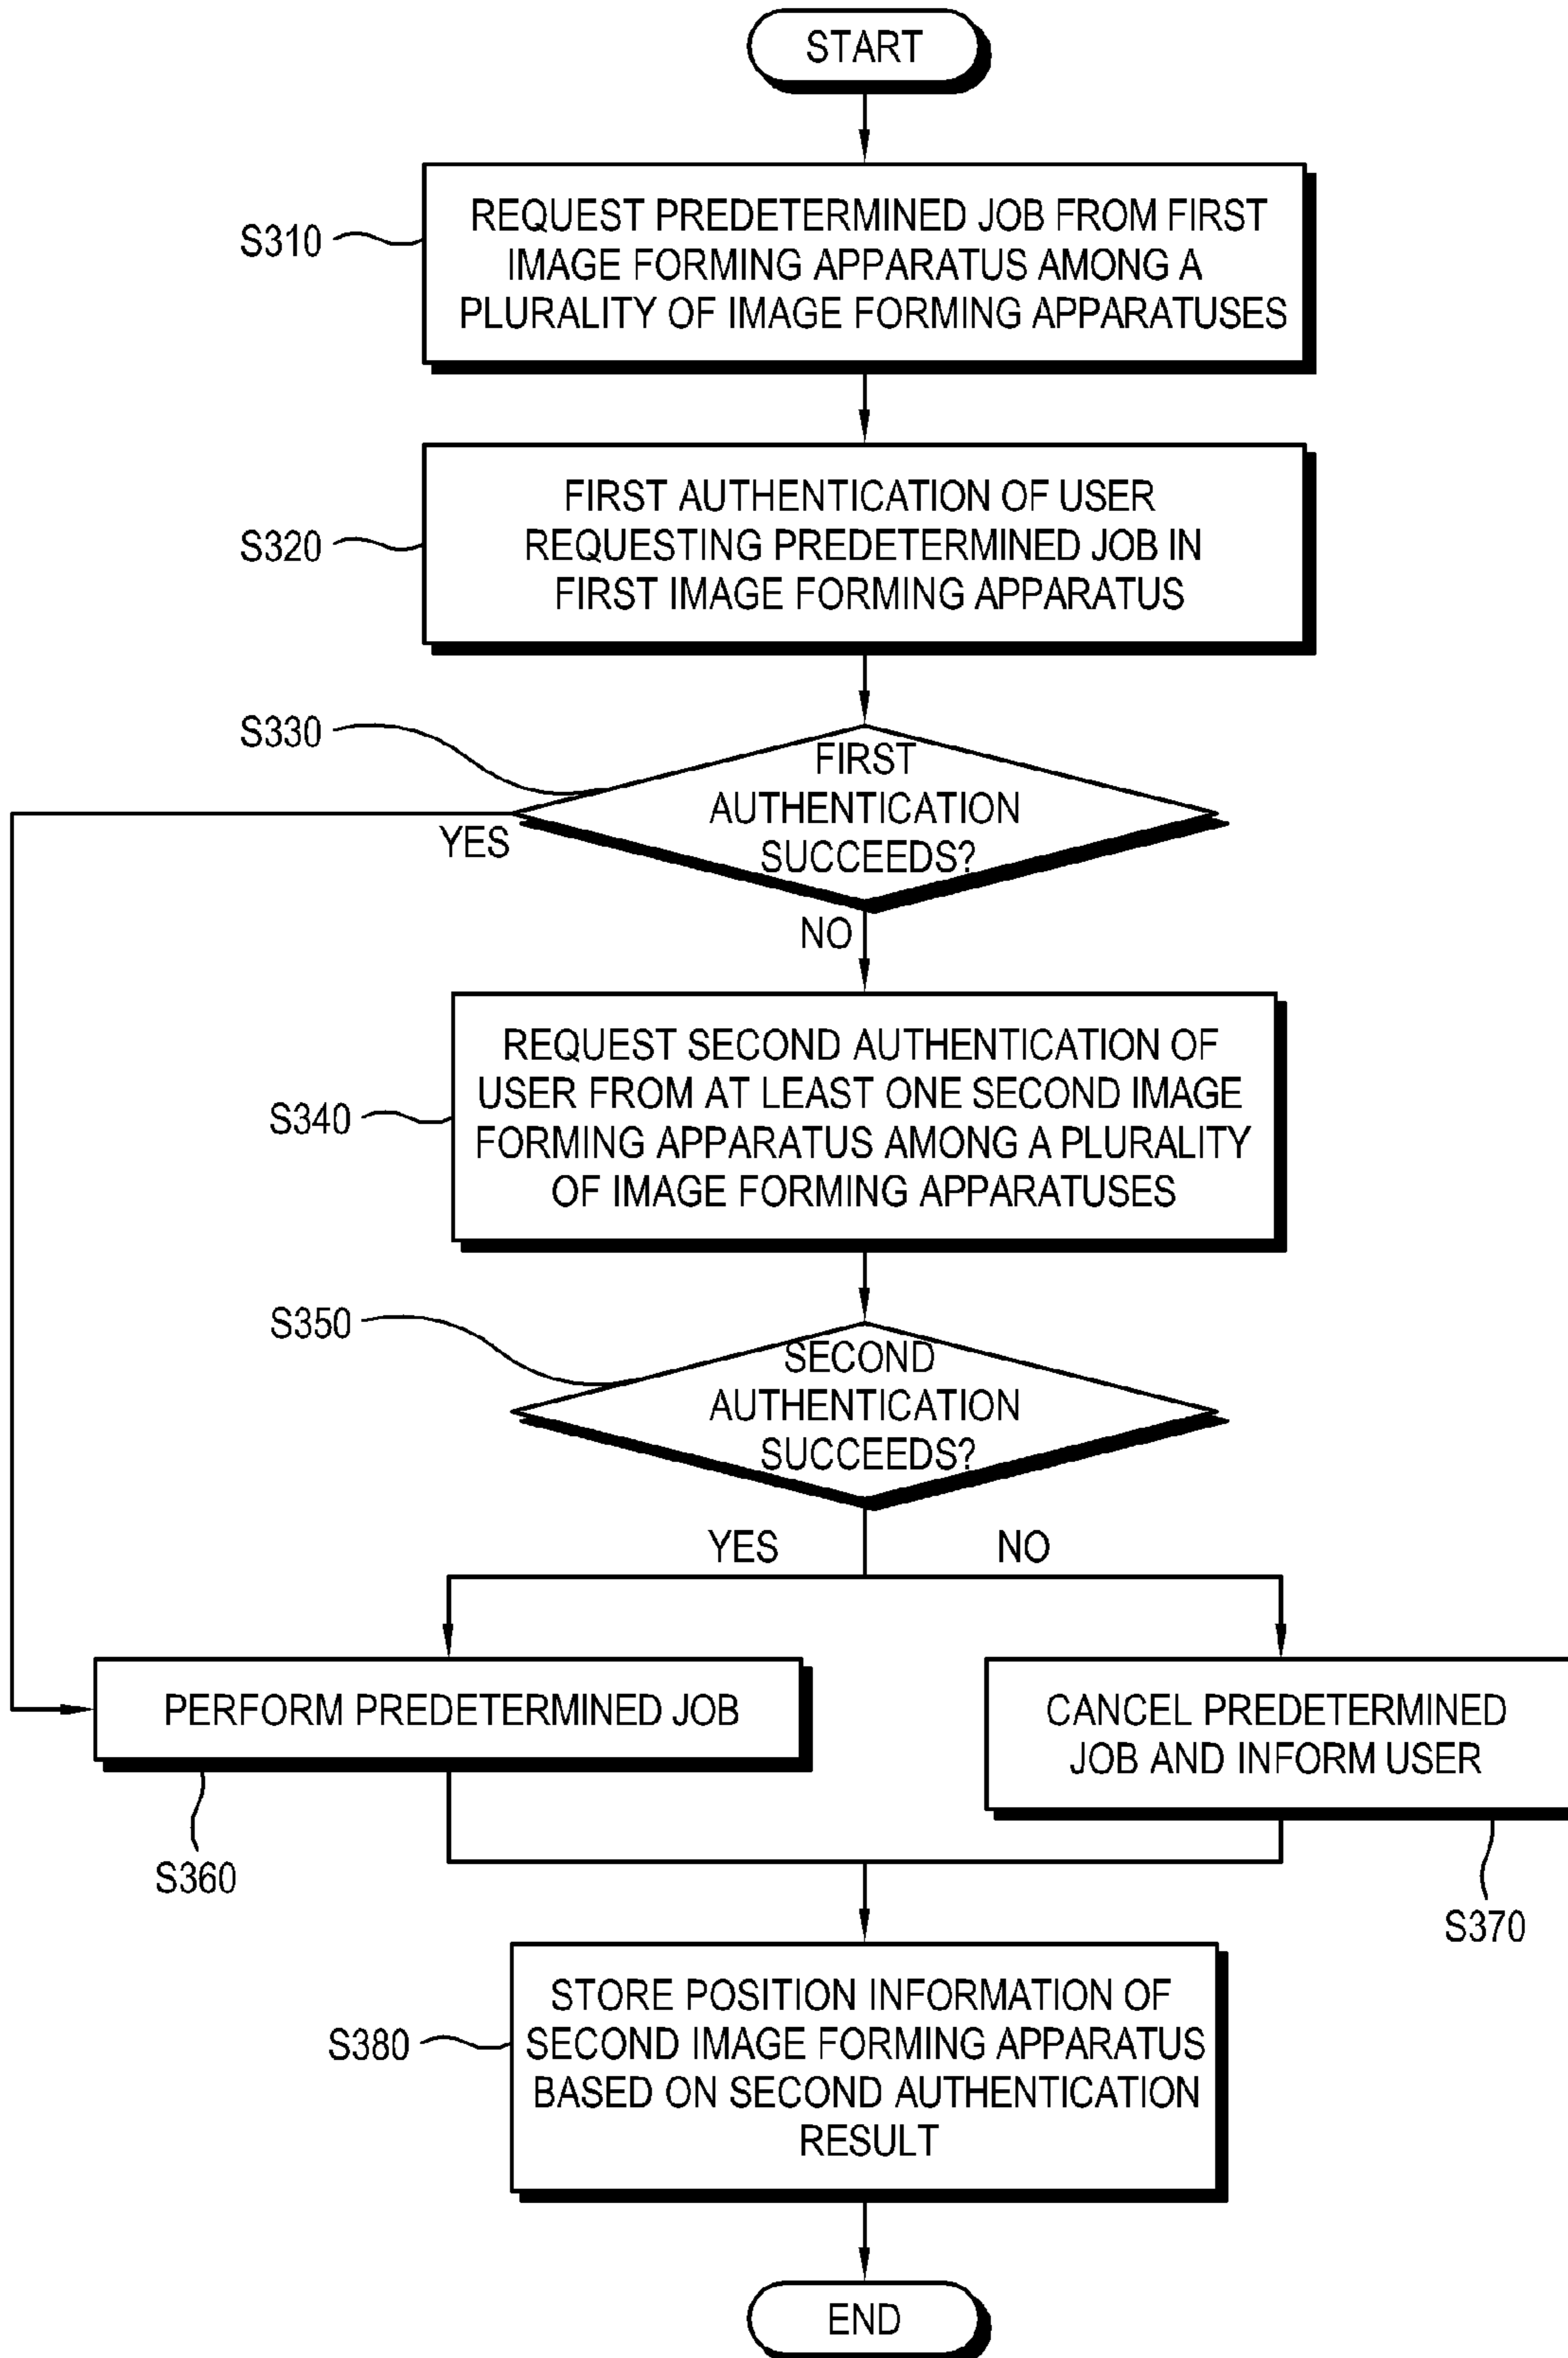 START
S310
REQUEST PREDETERMINED JOB FROM FIRST
IMAGE FORMING APPARATUS AMONG A
PLURALITY OF IMAGE FORMING APPARATUSES
S320
FIRST AUTHENTICATION OF USER
REQUESTING PREDETERMINED JOB IN
FIRST IMAGE FORMING APPARATUS
S330
FIRST
AUTHENTICATION
SUCCEEDS?
YES
NO
S340
REQUEST SECOND AUTHENTICATION OF
USER FROM AT LEAST ONE SECOND IMAGE
FORMING APPARATUS AMONG A PLURALITY
OF IMAGE FORMING APPARATUSES
S350
SECOND
AUTHENTICATION
SUCCEEDS?
YES
NO
PERFORM PREDETERMINED JOB
S360
CANCEL PREDETERMINED
JOB AND INFORM USER
S370
S380
STORE POSITION INFORMATION OF
SECOND IMAGE FORMING APPARATUS
BASED ON SECOND AUTHENTICATION
RESULT
END